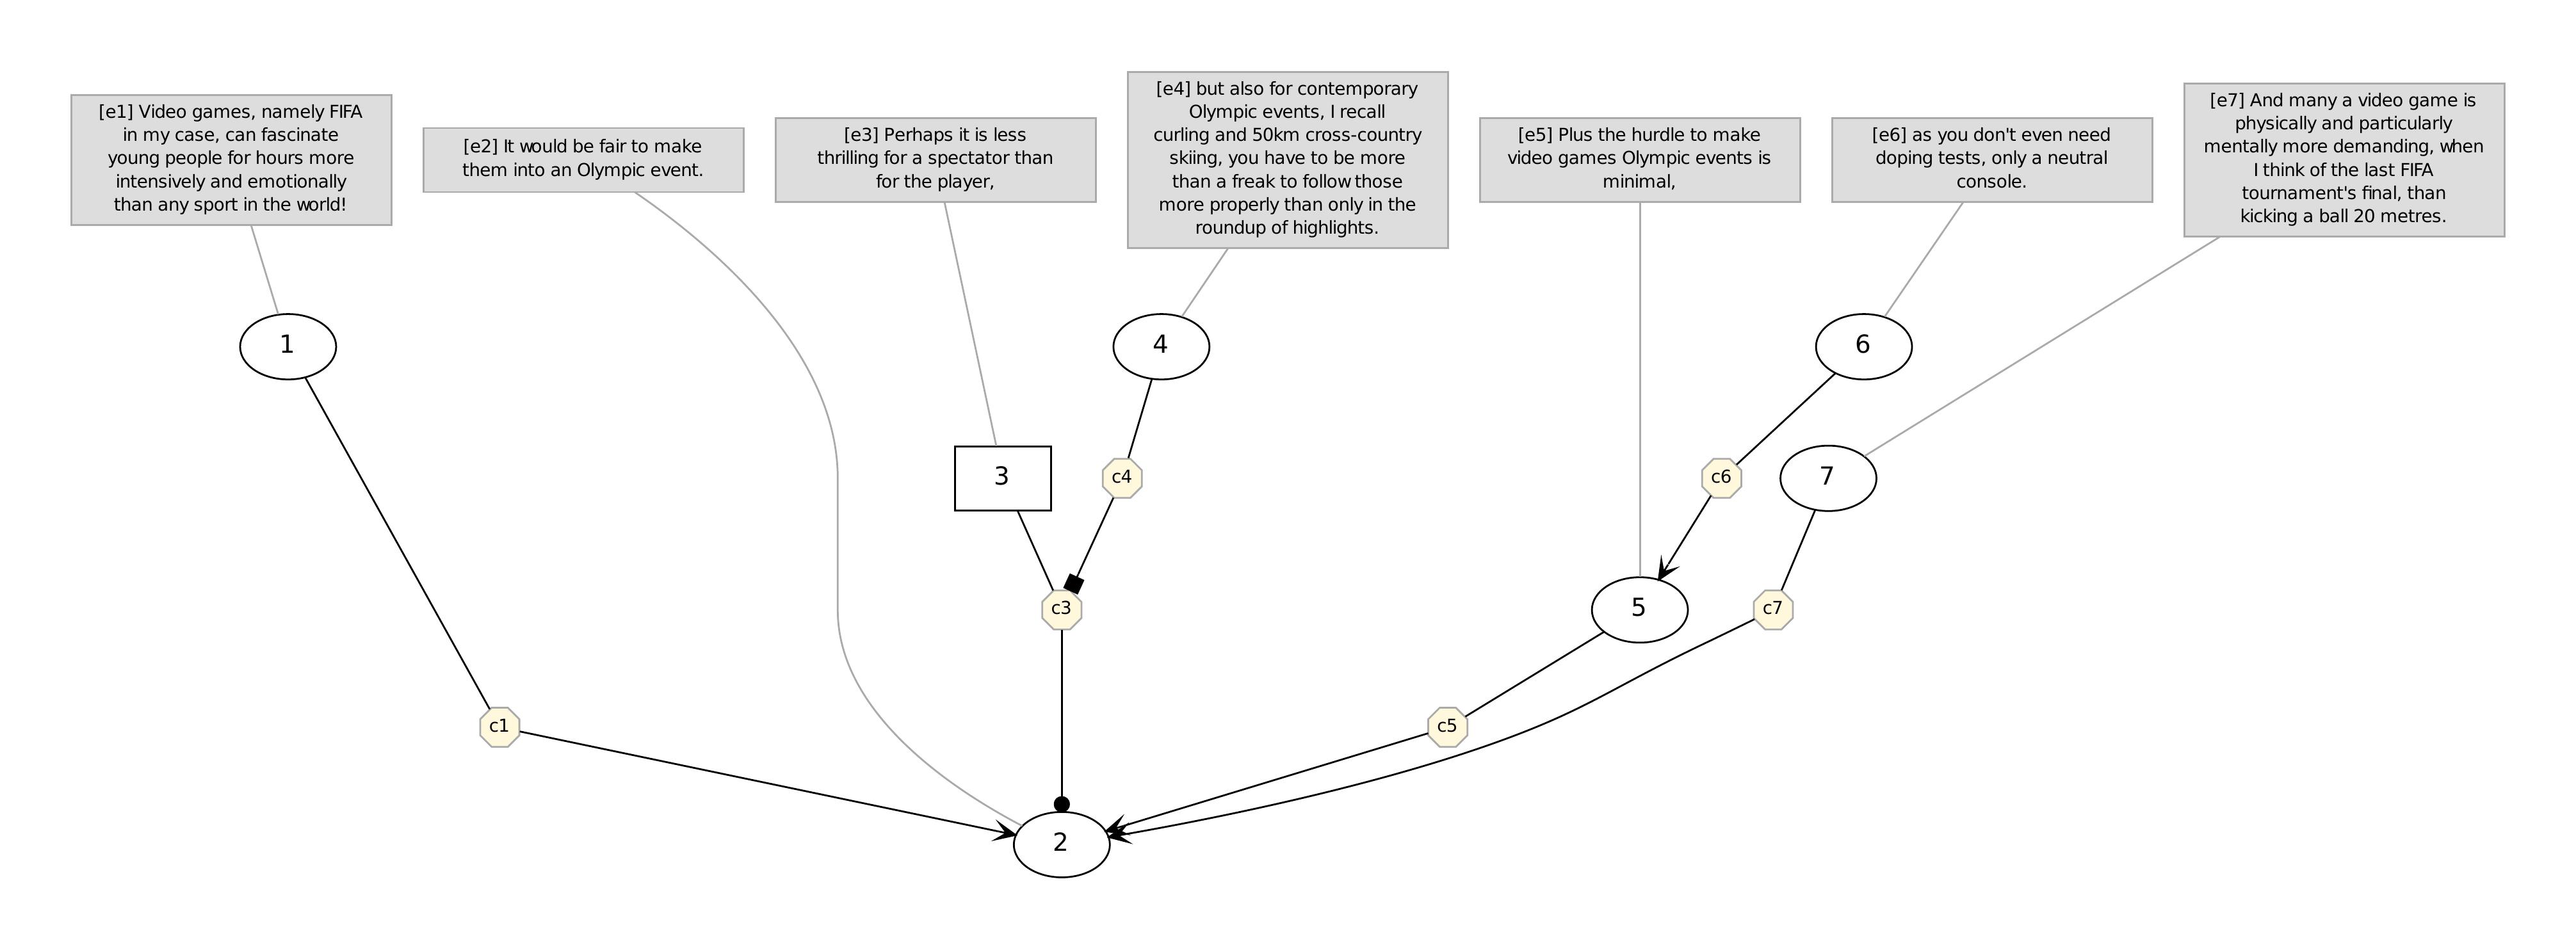 [e1] Video games, namely FIFA
in my case, can fascinate
young people for hours more
intensively and emotionally
than any sport in the world!
[e2] It would be fair to make
them into an Olympic event.
[e3] Perhaps it is less
thrilling for a spectator than
for the player,
[e4] but also for contemporary
Olympic events, I recall
curling and 50km cross-country
skiing, you have to be more
than a freak to follow those
more properly than only in the
roundup of highlights.
[e5] Plus the hurdle to make
video games Olympic events is
minimal,
[e6] as you don't even need
doping tests, only a neutral
console.
[e7] And many a video game is
physically and particularly
mentally more demanding, when
I think of the last FIFA
tournament's final, than
kicking a ball 20 metres.
1
4
6
3
c4
c6
7
c3
5
c7
c1
c5
2